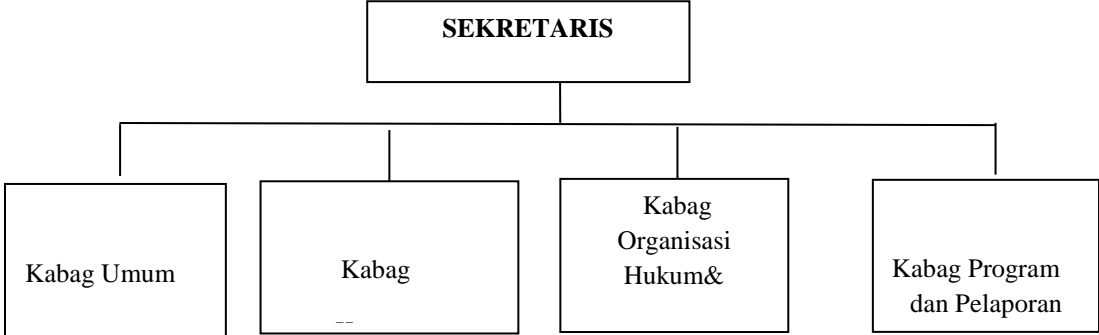 SEKRETARIS
Kabag Umum
Kabag
Kabag
Organisasi
Hukum&
Kabag Program
dan Pelaporan